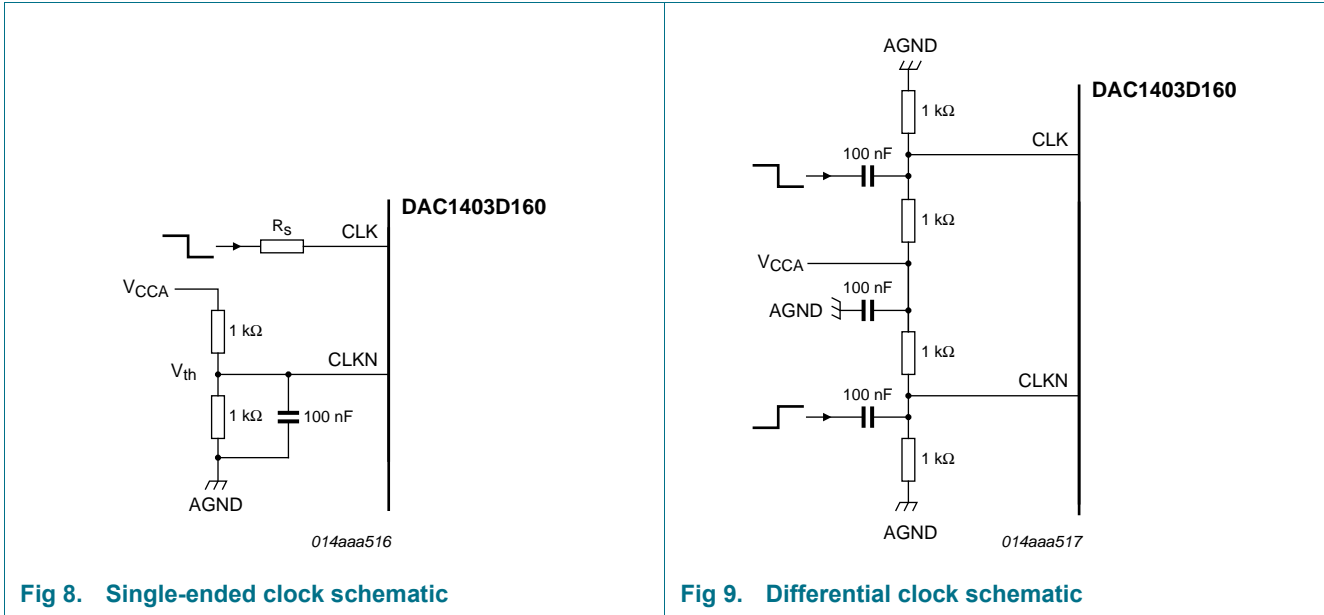 DAC1403D160
R_S
CLK
V_CCA
1 kΩ
V_th
CLKN
1 kΩ
100 nF
AGND
014aaa516
Fig 8. Single-ended clock schematic
AGND
DAC1403D160
1 kΩ
CLK
100 nF
1 kΩ
V_CCA
100 nF
AGND
1 kΩ
CLKN
100 nF
1 kΩ
AGND
014aaa517
Fig 9. Differential clock schematic